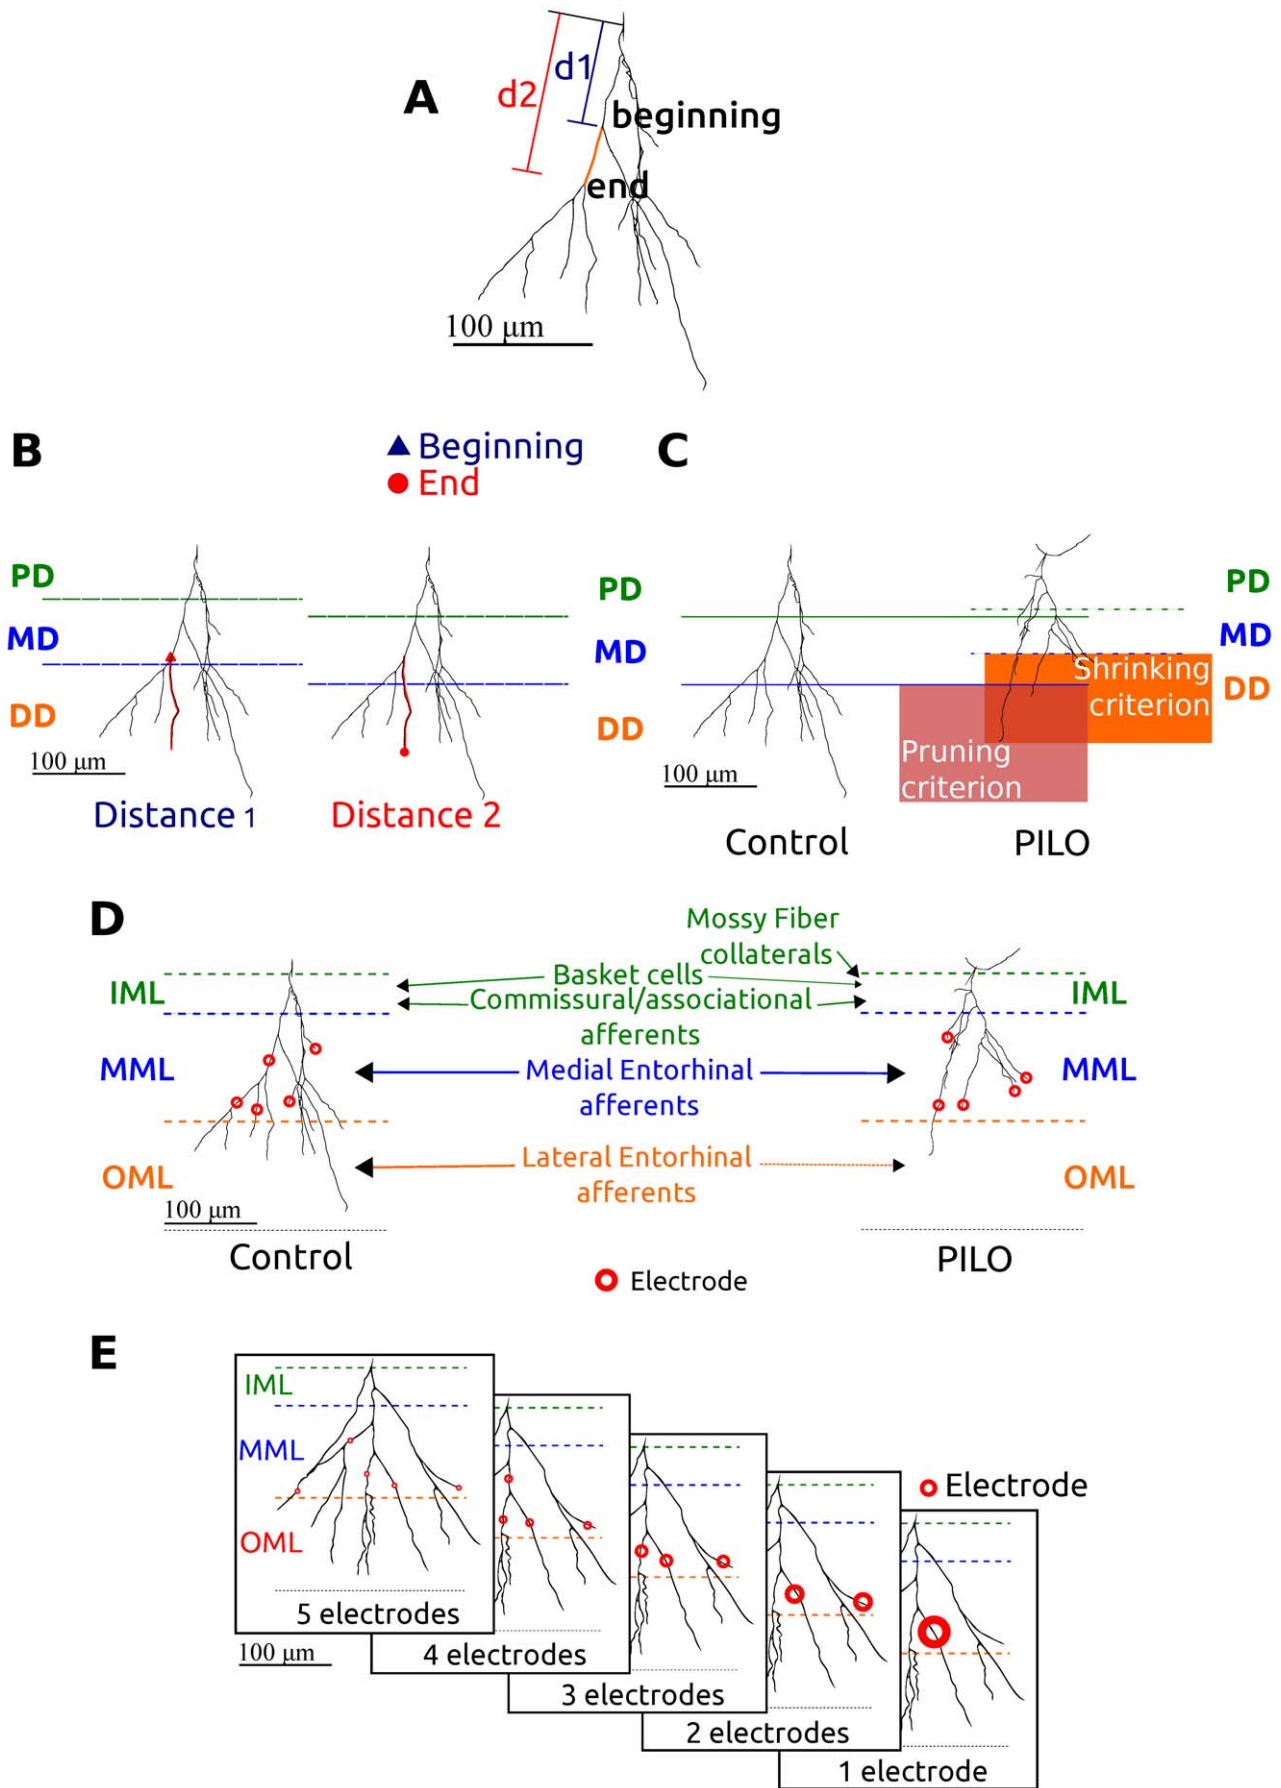 A
d1
d2
beginning
end
100 μm
B
Beginning
End
PD
MD
DD
100 μm
Distance 1
Distance 2
C
PD
MD
DD
PD
MD
DD
Shrinking
criterion
Pruning
criterion
100 μm
Control
PILO
D
Mossy Fiber
collaterals
Basket cells
Commissural/associational
afferents
Medial Entorhinal
afferents
Lateral Entorhinal
afferents
IML
MML
OML
IML
MML
OML
100 μm
Control
PILO
Electrode
E
IML
MML
OML
5 electrodes
100 μm
4 electrodes
3 electrodes
2 electrodes
1 electrode
Electrode